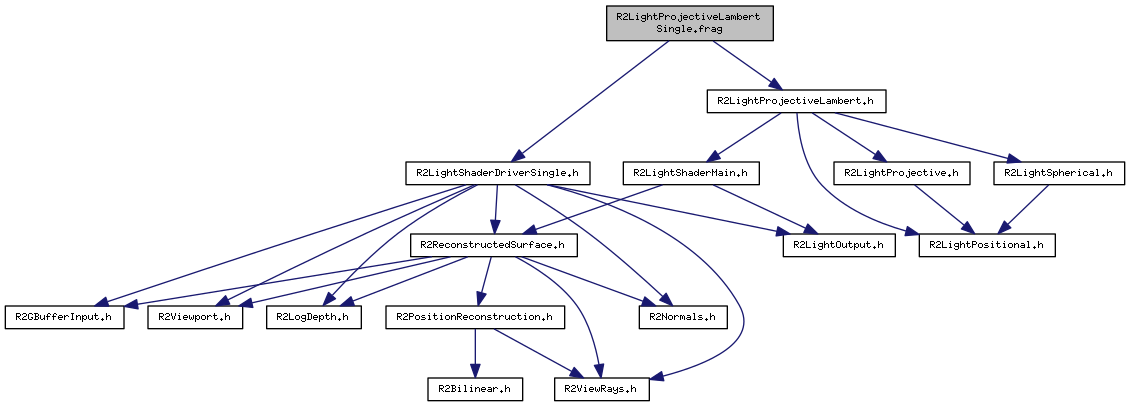 R2LightProjectiveLambert
Single.frag
R2LightProjectiveLambert.h
R2LightShaderDriverSingle.h
R2LightShaderMain.h
R2LightProjective.h
R2LightSpherical.h
R2ReconstructedSurface.h
R2LightOutput.h
R2LightPositional.h
R2GBufferInput.h
R2Viewport.h
R2LogDepth.h
R2PositionReconstruction.h
R2Normals.h
R2Bilinear.h
R2ViewRays.h